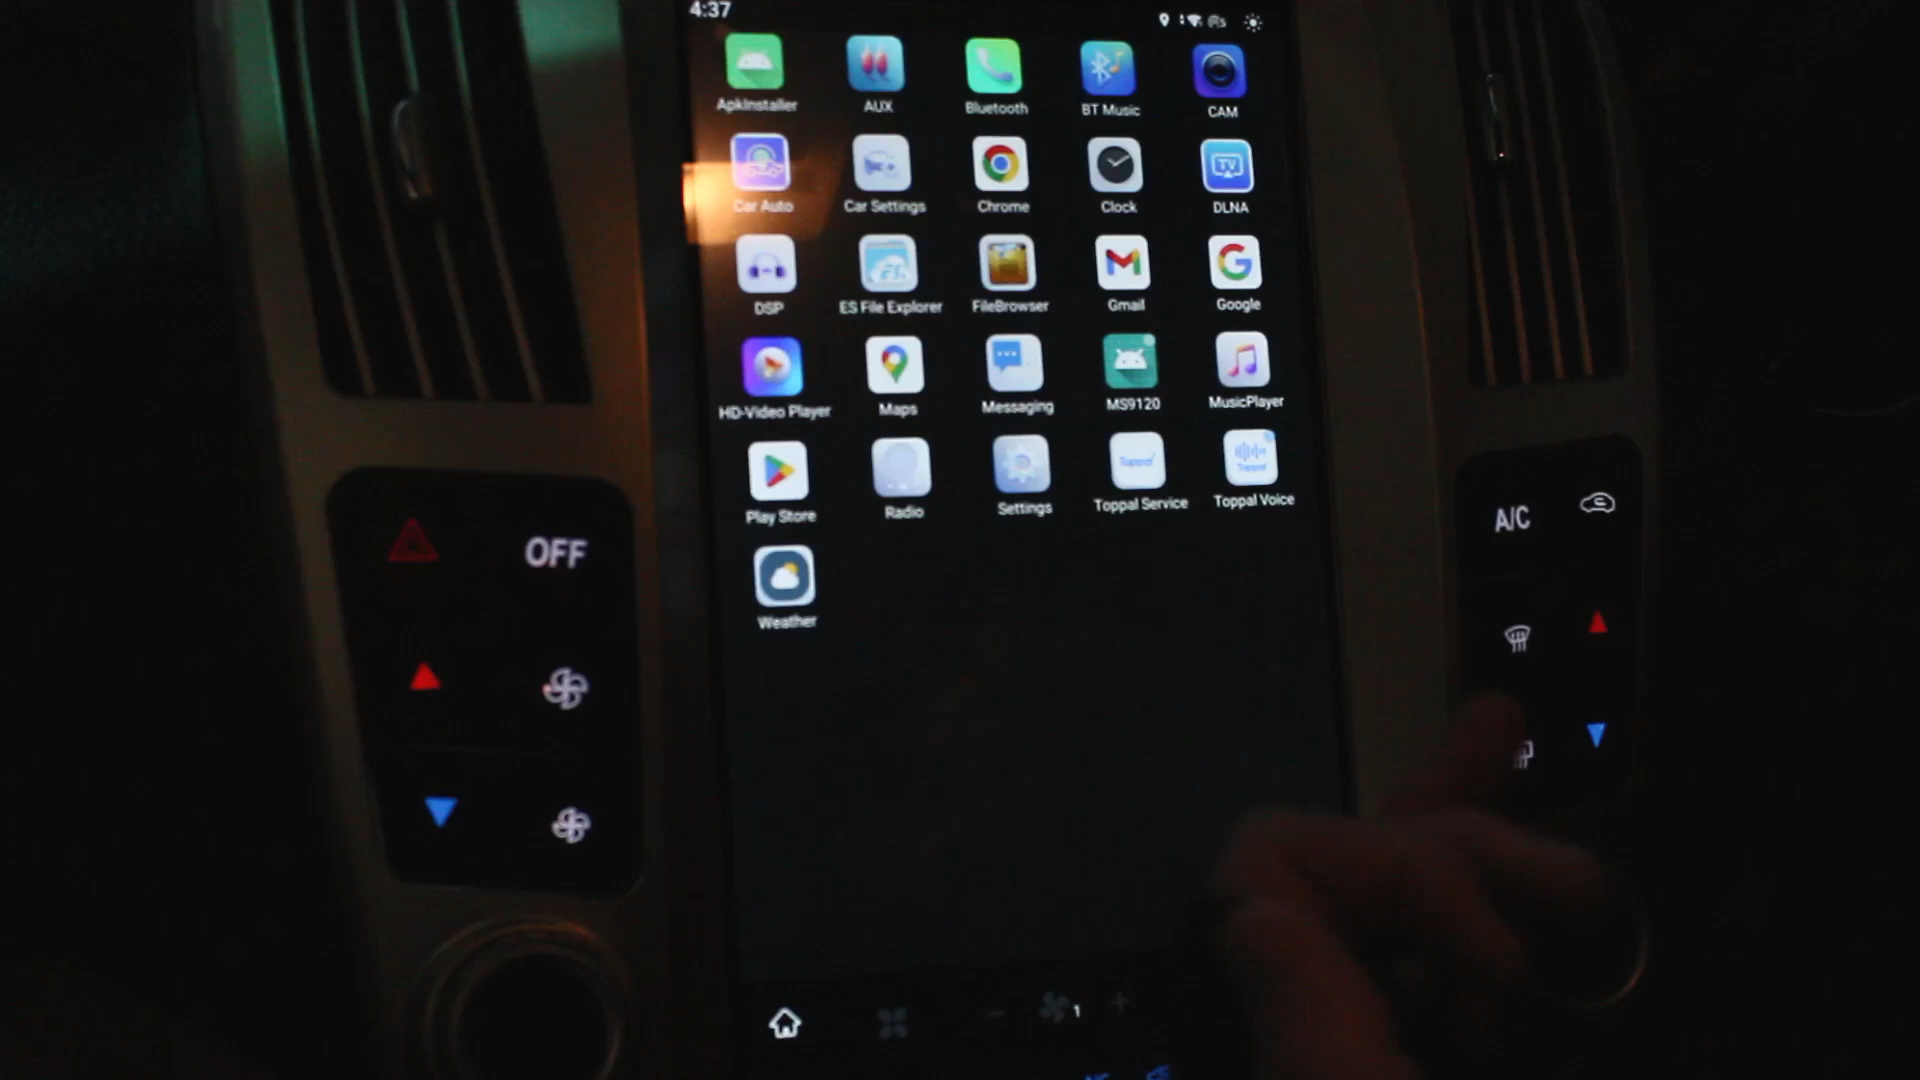 4:37
ApkInstaller AUX Bluetooth BT Music CAM
Car Auto Car Settings Chrome Clock DLNA
DSP ES File Explorer FileBrowser Gmail Google
HD-Video Player Maps Messaging MS9120 MusicPlayer
Play Store Radio Settings Toppal Service Toppal Voice
Weather
OFF
A/C
1